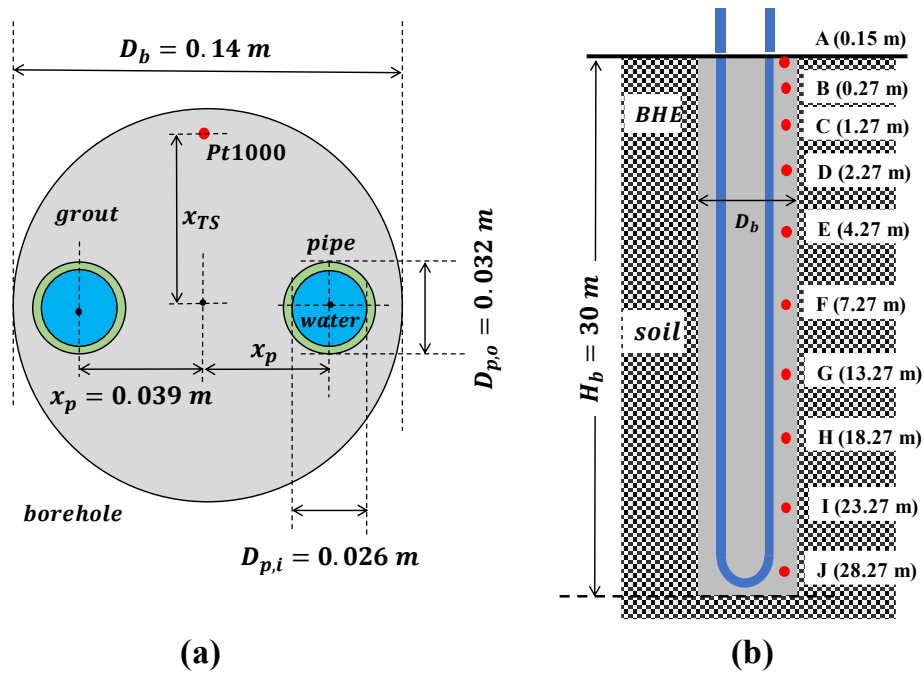 D_b = 0.14 m
Pt1000
grout
x_TS
pipe
water
x_p
x_p = 0.039 m
D_p,o = 0.032 m
borehole
D_p,i = 0.026 m
(a)
A (0.15 m)
BHE
B (0.27 m)
C (1.27 m)
D (2.27 m)
D_b
E (4.27 m)
H_b = 30 m
soil
F (7.27 m)
G (13.27 m)
H (18.27 m)
I (23.27 m)
J (28.27 m)
(b)